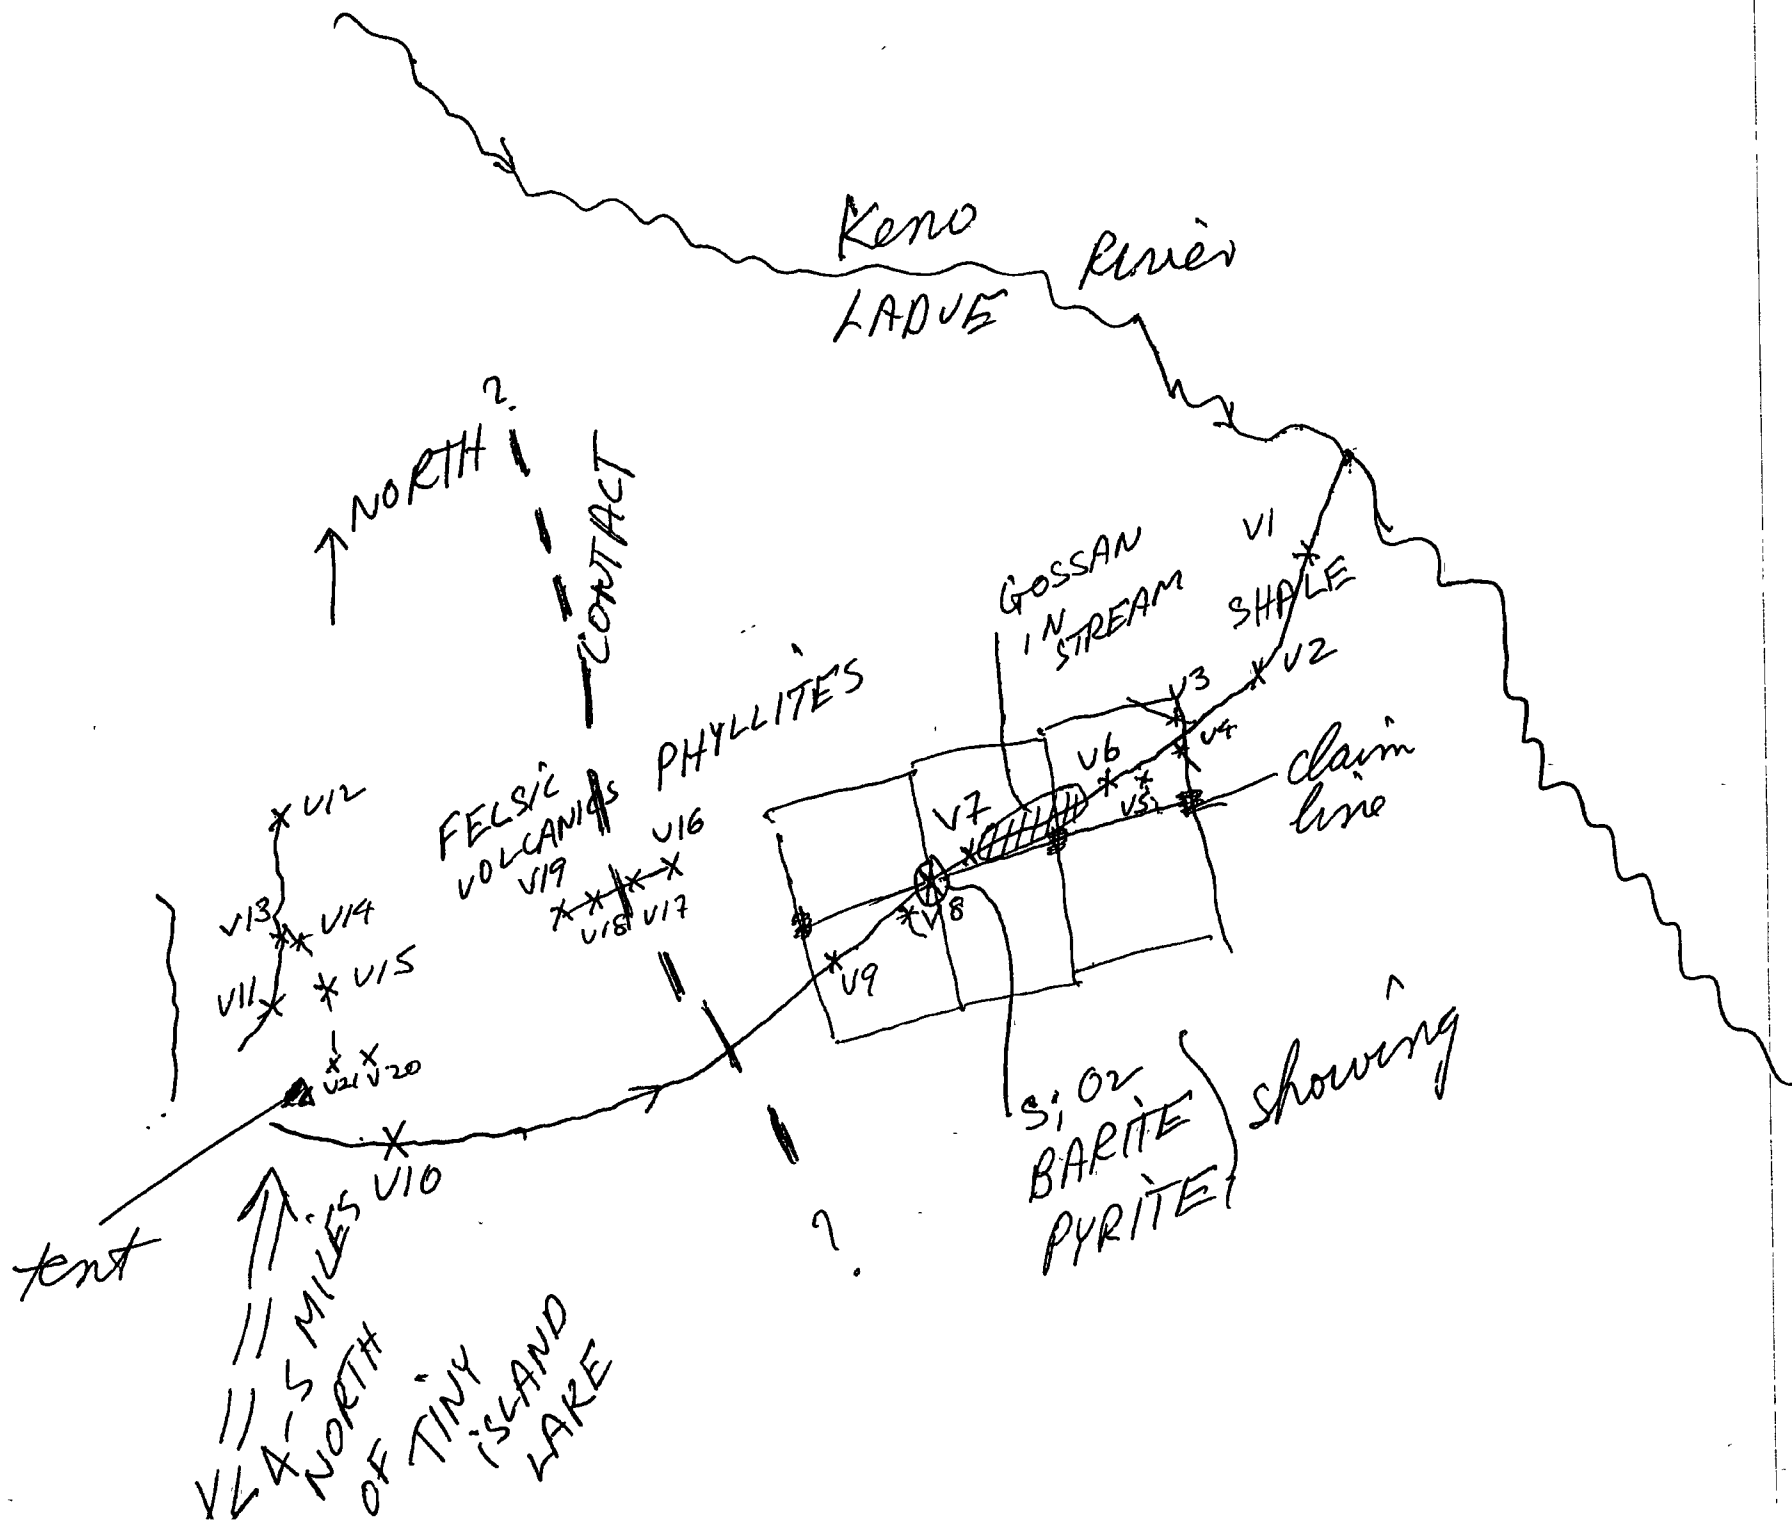 Keno
River
LADUE
?
NORTH
CONTACT
V1
GOSSAN
IN
STREAM
SHALE
V2
PHYLLITES
V3
V4
claim
line
V6
V5
V7
FELSIC
VOLCANICS
V12
V16
V19
V18
V17
V13
V14
V8
V15
V11
V9
V21
V20
SiO2
BARITE
PYRITE
showing
V10
tent
?
4-5 MILES
NORTH
OF TINY
ISLAND
LAKE